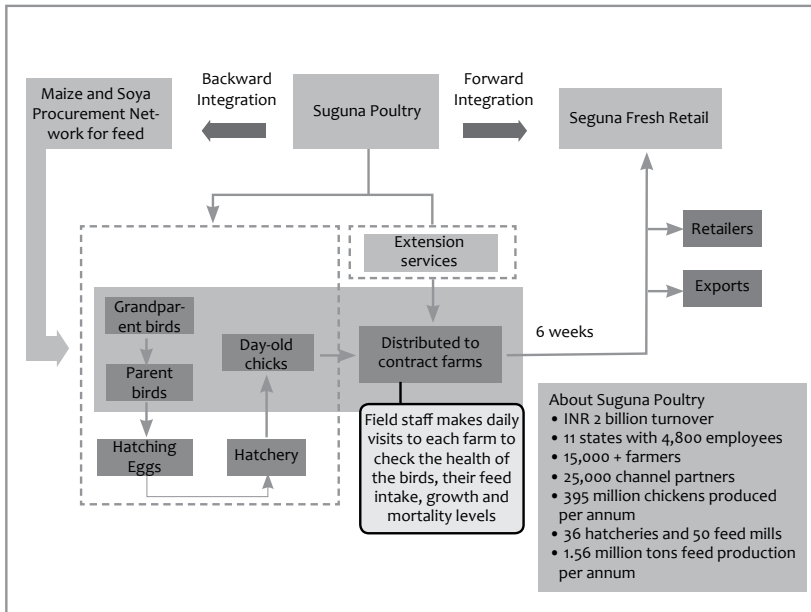 Maize and Soya
Procurement Net-
work for feed
Backward
Integration
Suguna Poultry
Forward
Integration
Seguna Fresh Retail
Extension
services
Retailers
Exports
Grandpar-
ent birds
Parent
birds
Hatching
Eggs
Hatchery
Day-old
chicks
Distributed to
contract farms
6 weeks
Field staff makes daily
visits to each farm to
check the health of
the birds, their feed
intake, growth and
mortality levels
About Suguna Poultry
• INR 2 billion turnover
• 11 states with 4,800 employees
• 15,000 + farmers
• 25,000 channel partners
• 395 million chickens produced
per annum
• 36 hatcheries and 50 feed mills
• 1.56 million tons feed production
per annum